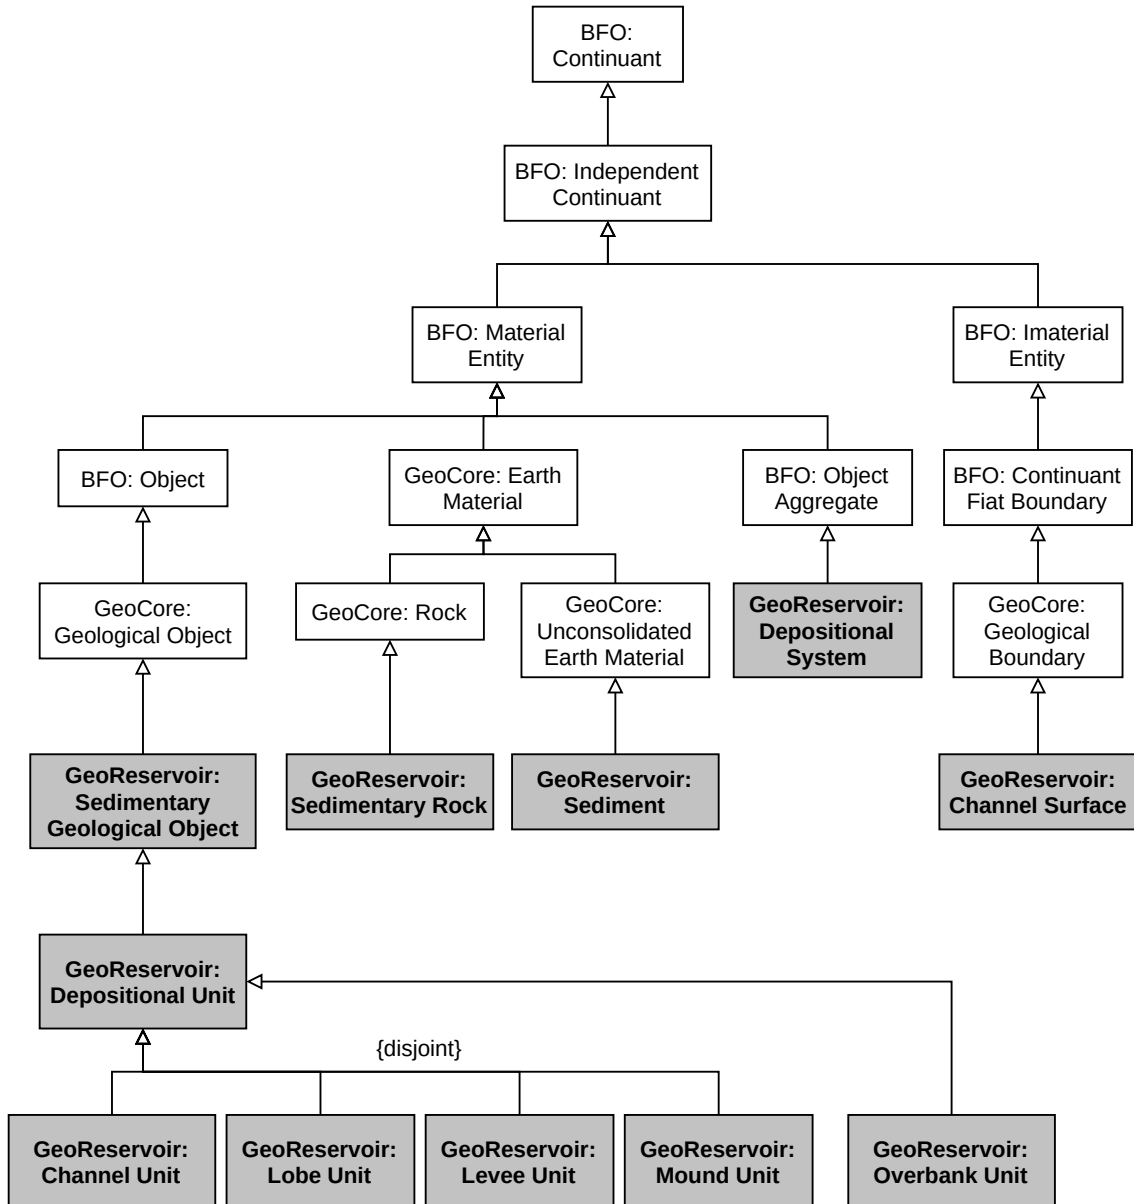 BFO:
Continuant
BFO: Independent
Continuant
BFO: Material
Entity
BFO: Imaterial
Entity
BFO: Object
GeoCore: Earth
Material
BFO: Object
Aggregate
BFO: Continuant
Fiat Boundary
GeoCore:
Geological Object
GeoCore: Rock
GeoCore:
Unconsolidated
Earth Material
GeoReservoir:
Depositional
System
GeoCore:
Geological
Boundary
GeoReservoir:
Sedimentary
Geological Object
GeoReservoir:
Sedimentary Rock
GeoReservoir:
Sediment
GeoReservoir:
Channel Surface
GeoReservoir:
Depositional Unit
{disjoint}
GeoReservoir:
Channel Unit
GeoReservoir:
Lobe Unit
GeoReservoir:
Levee Unit
GeoReservoir:
Mound Unit
GeoReservoir:
Overbank Unit